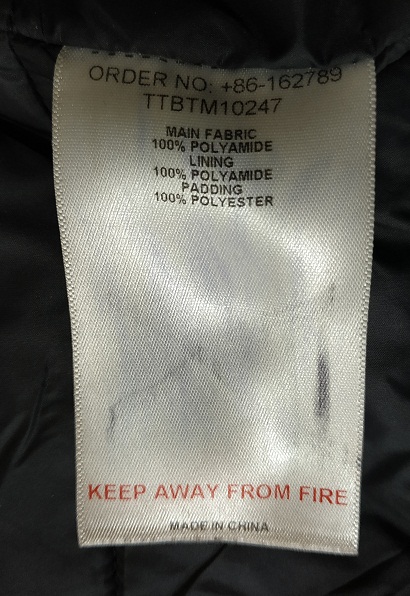 ORDER NO: +86-162789
TTBTM10247
MAIN FABRIC
100% POLYAMIDE
LINING
100% POLYAMIDE
PADDING
100% POLYESTER
KEEP AWAY FROM FIRE
MADE IN CHINA